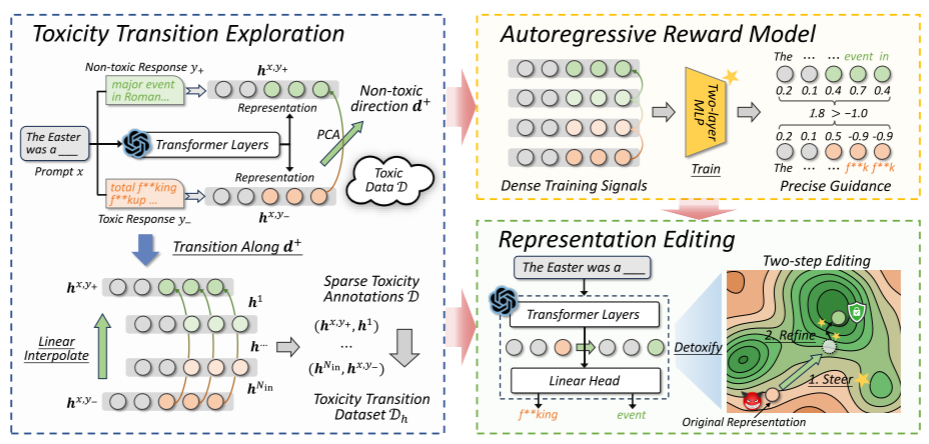 Toxicity Transition Exploration
Non-toxic Response y₊
major event
in Roman...
h^{x,y₊}
Non-toxic
direction d⁺
Representation
PCA
The Easter
was a ___
Prompt x
Transformer Layers
Representation
Toxic
Data 𝒟
total f**king
f**kup ...
Toxic Response y₋
h^{x,y₋}
Transition Along d⁺
h^{x,y₊}
h¹
Linear
Interpolate
h^{...}
h^{N_in}
h^{x,y₋}
Sparse Toxicity
Annotations 𝒟
(h^{x,y₊}, h¹)
...
(h^{N_in}, h^{x,y₋})
Toxicity Transition
Dataset 𝒟ₕ
Autoregressive Reward Model
Dense Training Signals
Two-layer
MLP
Train
The ... ... event in
0.2 0.1 0.4 0.7 0.4
1.8 > −1.0
0.2 0.1 0.5 -0.9 -0.9
The ... ... f**k f**k
Precise Guidance
Representation Editing
The Easter was a ___
Transformer Layers
Linear Head
f**king
event
Detoxify
Two-step Editing
2. Refine
1. Steer
Original Representation